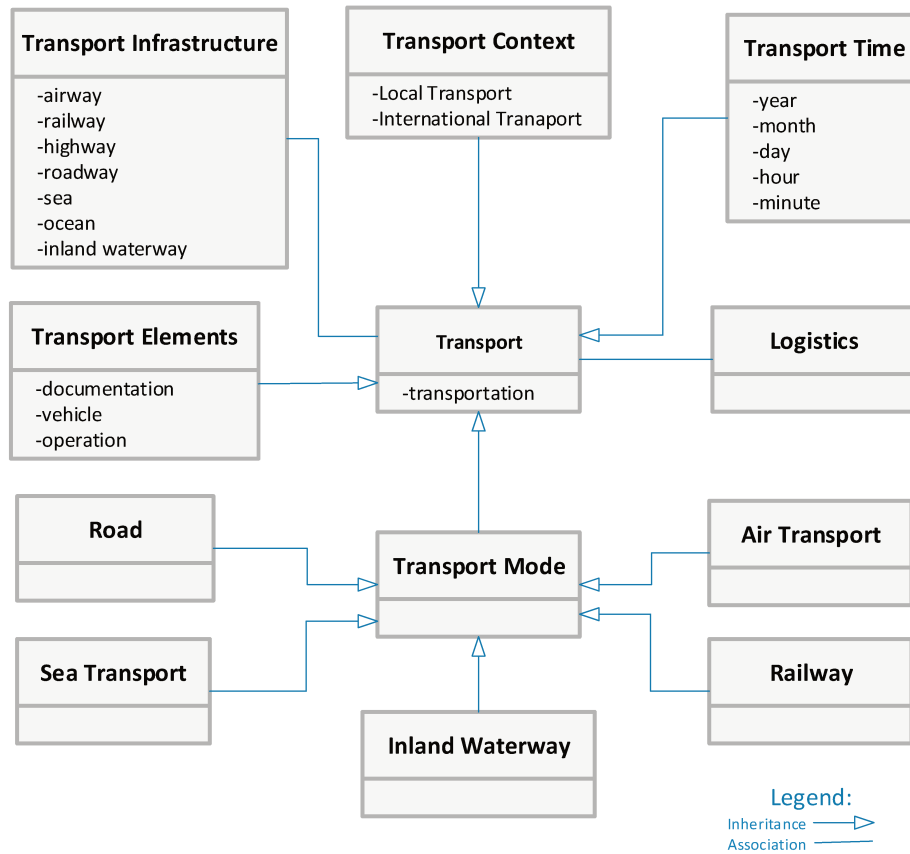 Transport Infrastructure
-airway
-railway
-highway
-roadway
-sea
-ocean
-inland waterway
Transport Context
-Local Transport
-International Tranaport
Transport Time
-year
-month
-day
-hour
-minute
Transport Elements
-documentation
-vehicle
-operation
Transport
-transportation
Logistics
Road
Transport Mode
Air Transport
Sea Transport
Inland Waterway
Railway
Legend:
Inheritance
Association